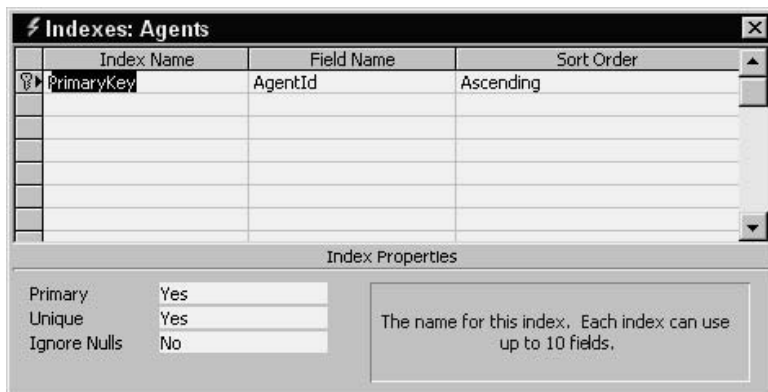 Indexes: Agents
Index Name Field Name Sort Order
PrimaryKey AgentId Ascending
Index Properties
Primary Yes
Unique Yes
Ignore Nulls No
The name for this index. Each index can use
up to 10 fields.